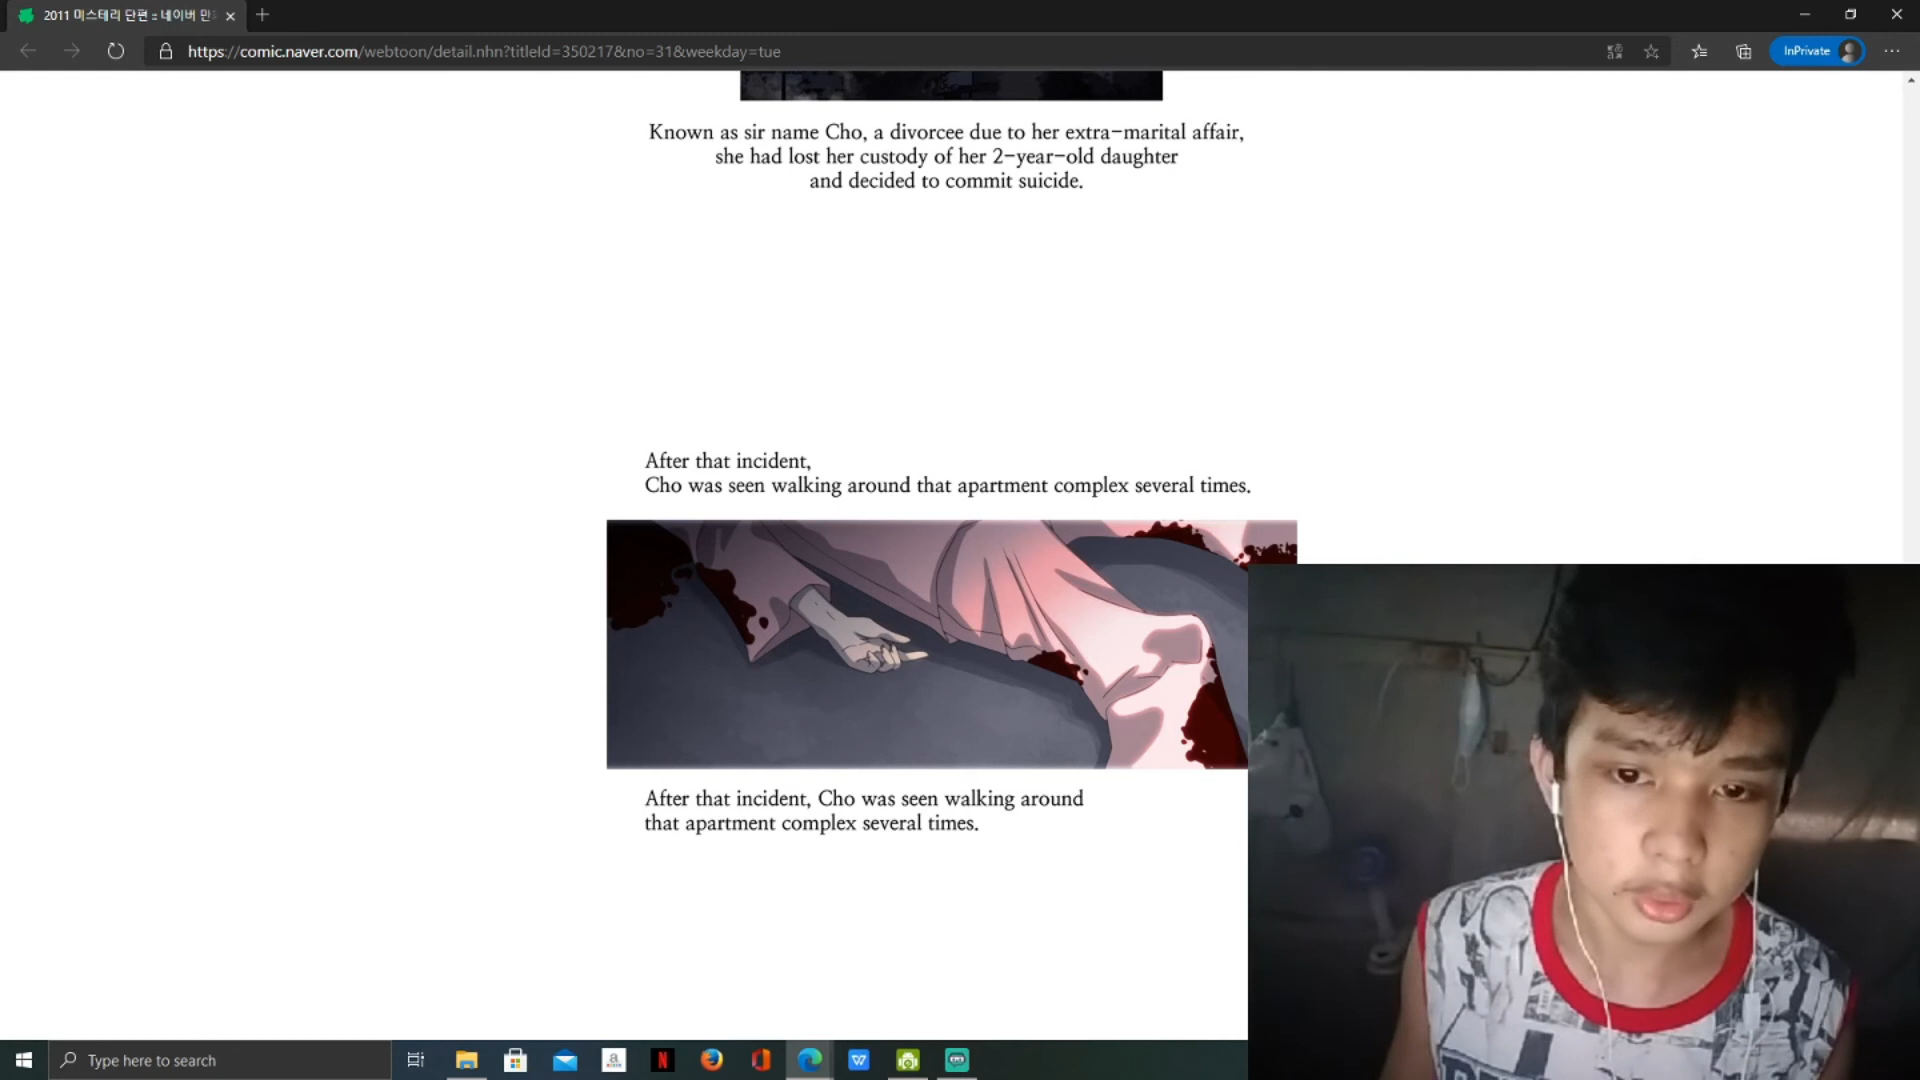 2011 미스테리 단편 :: 네이버 만
https://comic.naver.com/webtoon/detail.nhn?titleId=350217&no=31&weekday=tue
InPrivate
Known as sir name Cho, a divorcee due to her extra-marital affair,
she had lost her custody of her 2-year-old daughter
and decided to commit suicide.
After that incident,
Cho was seen walking around that apartment complex several times.
After that incident, Cho was seen walking around
that apartment complex several times.
Type here to search